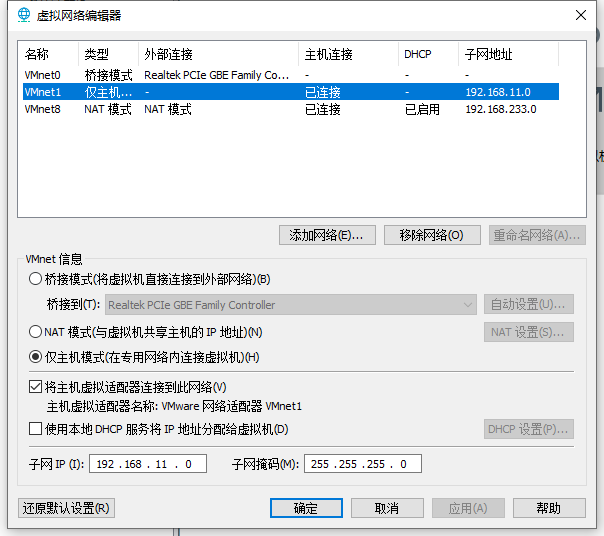 虚拟网络编辑器
名称 类型 外部连接 主机连接 DHCP 子网地址
VMnet0 桥接模式 Realtek PCIe GBE Family Co... - - -
VMnet1 仅主机... - 已连接 - 192.168.11.0
VMnet8 NAT 模式 NAT 模式 已连接 已启用 192.168.233.0
添加网络(E)... 移除网络(O) 重命名网络(A)...
VMnet 信息
桥接模式(将虚拟机直接连接到外部网络)(B)
桥接到(T): Realtek PCIe GBE Family Controller 自动设置(U)...
NAT 模式(与虚拟机共享主机的 IP 地址)(N) NAT 设置(S)...
仅主机模式(在专用网络内连接虚拟机)(H)
将主机虚拟适配器连接到此网络(V)
主机虚拟适配器名称: VMware 网络适配器 VMnet1
使用本地 DHCP 服务将 IP 地址分配给虚拟机(D) DHCP 设置(P)...
子网 IP (I): 192 . 168 . 11 . 0 子网掩码(M): 255 . 255 . 255 . 0
还原默认设置(R) 确定 取消 应用(A) 帮助